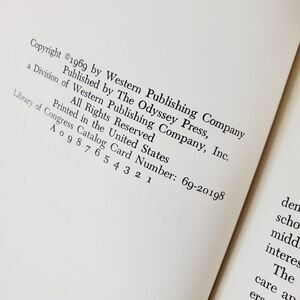 Copyright ©1969 by Western Publishing Company
Published by The Odyssey Press,
a Division of Western Publishing Company, Inc.
All Rights Reserved
Printed in the United States
Library of Congress Catalog Card Number: 69-20198
A 0 9 8 7 6 5 4 3 2 1
den
scho
middl
interes
The
care an